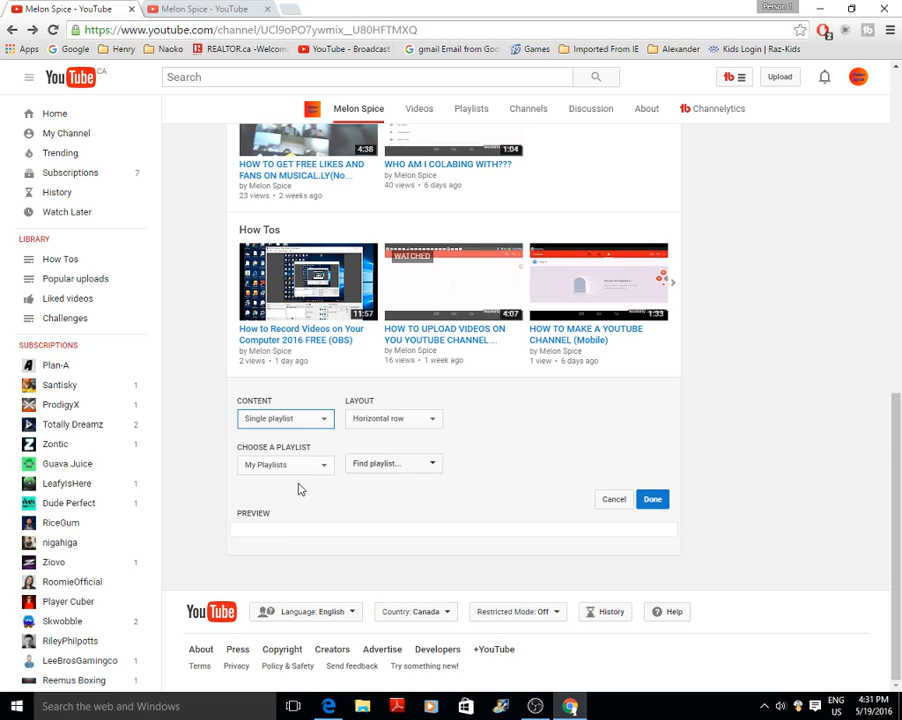 Melon Spice - YouTube
Melon Spice - YouTube
Person 1
https://www.youtube.com/channel/UCl9oPO7ywmix__U80HFTMXQ
2
Apps
Google
Henry
Naoko
REALTOR.ca -Welcome
YouTube - Broadcast
gmail Email from Goo
Games
Imported From IE
Alexander
Kids Login | Raz-Kids
YouTube CA
Search
tb
Upload
Melon Spice
Videos
Playlists
Channels
Discussion
About
tb Channelytics
Home
My Channel
Trending
Subscriptions 7
History
Watch Later
LIBRARY
How Tos
Popular uploads
Liked videos
Challenges
SUBSCRIPTIONS
Plan-A
Santisky 1
ProdigyX 1
Totally Dreamz 2
Zontic 1
Guava Juice
LeafyIsHere 1
Dude Perfect 1
RiceGum
nigahiga
Ziovo 1
RoomieOfficial
Player Cuber
Skwobble 2
RileyPhilpotts
LeeBrosGamingco 1
Reemus Boxing 1
4:38
HOW TO GET FREE LIKES AND
FANS ON MUSICAL.LY(No...
by Melon Spice
23 views • 2 weeks ago
1:04
WHO AM I COLABING WITH???
by Melon Spice
40 views • 6 days ago
How Tos
11:57
How to Record Videos on Your
Computer 2016 FREE (OBS)
by Melon Spice
2 views • 1 day ago
WATCHED
4:07
HOW TO UPLOAD VIDEOS ON
YOU YOUTUBE CHANNEL...
by Melon Spice
16 views • 1 week ago
1:33
HOW TO MAKE A YOUTUBE
CHANNEL (Mobile)
by Melon Spice
1 view • 6 days ago
CONTENT
Single playlist
LAYOUT
Horizontal row
CHOOSE A PLAYLIST
My Playlists
Find playlist...
Cancel
Done
PREVIEW
YouTube
Language: English
Country: Canada
Restricted Mode: Off
History
Help
About
Press
Copyright
Creators
Advertise
Developers
+YouTube
Terms
Privacy
Policy & Safety
Send feedback
Try something new!
Search the web and Windows
ENG
US
4:31 PM
5/19/2016